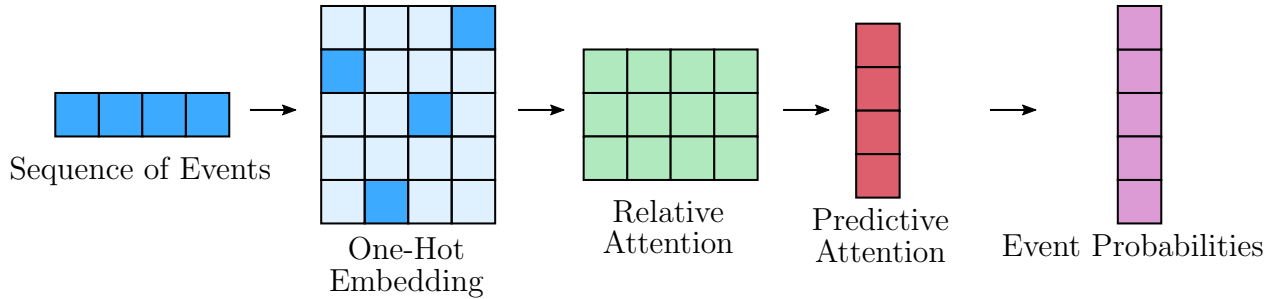 Sequence of Events
One-Hot
Embedding
Relative
Attention
Predictive
Attention
Event Probabilities